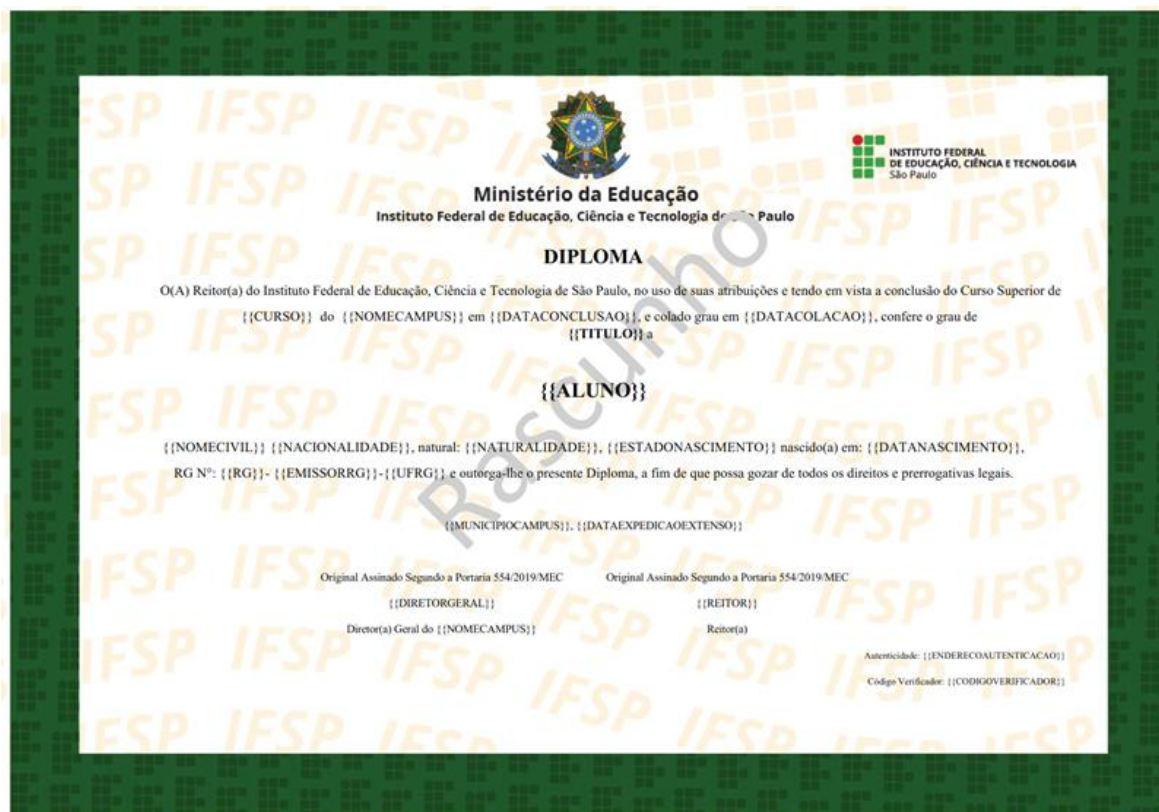 Ministério da Educação
Instituto Federal de Educação, Ciência e Tecnologia de São Paulo
INSTITUTO FEDERAL
DE EDUCAÇÃO, CIÊNCIA E TECNOLOGIA
São Paulo
DIPLOMA
O(A) Reitor(a) do Instituto Federal de Educação, Ciência e Tecnologia de São Paulo, no uso de suas atribuições e tendo em vista a conclusão do Curso Superior de
{{CURSO}} do {{NOMECAMPUS}} em {{DATACONCLUSAO}}, e colado grau em {{DATACOLACAO}}, confere o grau de
{{TITULO}} a
{{ALUNO}}
{{NOMECIVIL}} {{NACIONALIDADE}}, natural: {{NATURALIDADE}}, {{ESTADONASCIMENTO}} nascido(a) em: {{DATANASCIMENTO}},
RG N°: {{RG}}- {{EMISSORRG}}-{{UFRG}} e outorga-lhe o presente Diploma, a fim de que possa gozar de todos os direitos e prerrogativas legais.
{{MUNICIPIOCAMPUS}}, {{DATAEXPEDICAOEXTENSO}}
Original Assinado Segundo a Portaria 554/2019/MEC
Original Assinado Segundo a Portaria 554/2019/MEC
{{DIRETORGERAL}}
{{REITOR}}
Diretor(a) Geral do {{NOMECAMPUS}}
Reitor(a)
Autenticidade: {{ENDERECOAUTENTICACAO}}
Código Verificador: {{CODIGOVERIFICADOR}}
Rascunho
IFSP